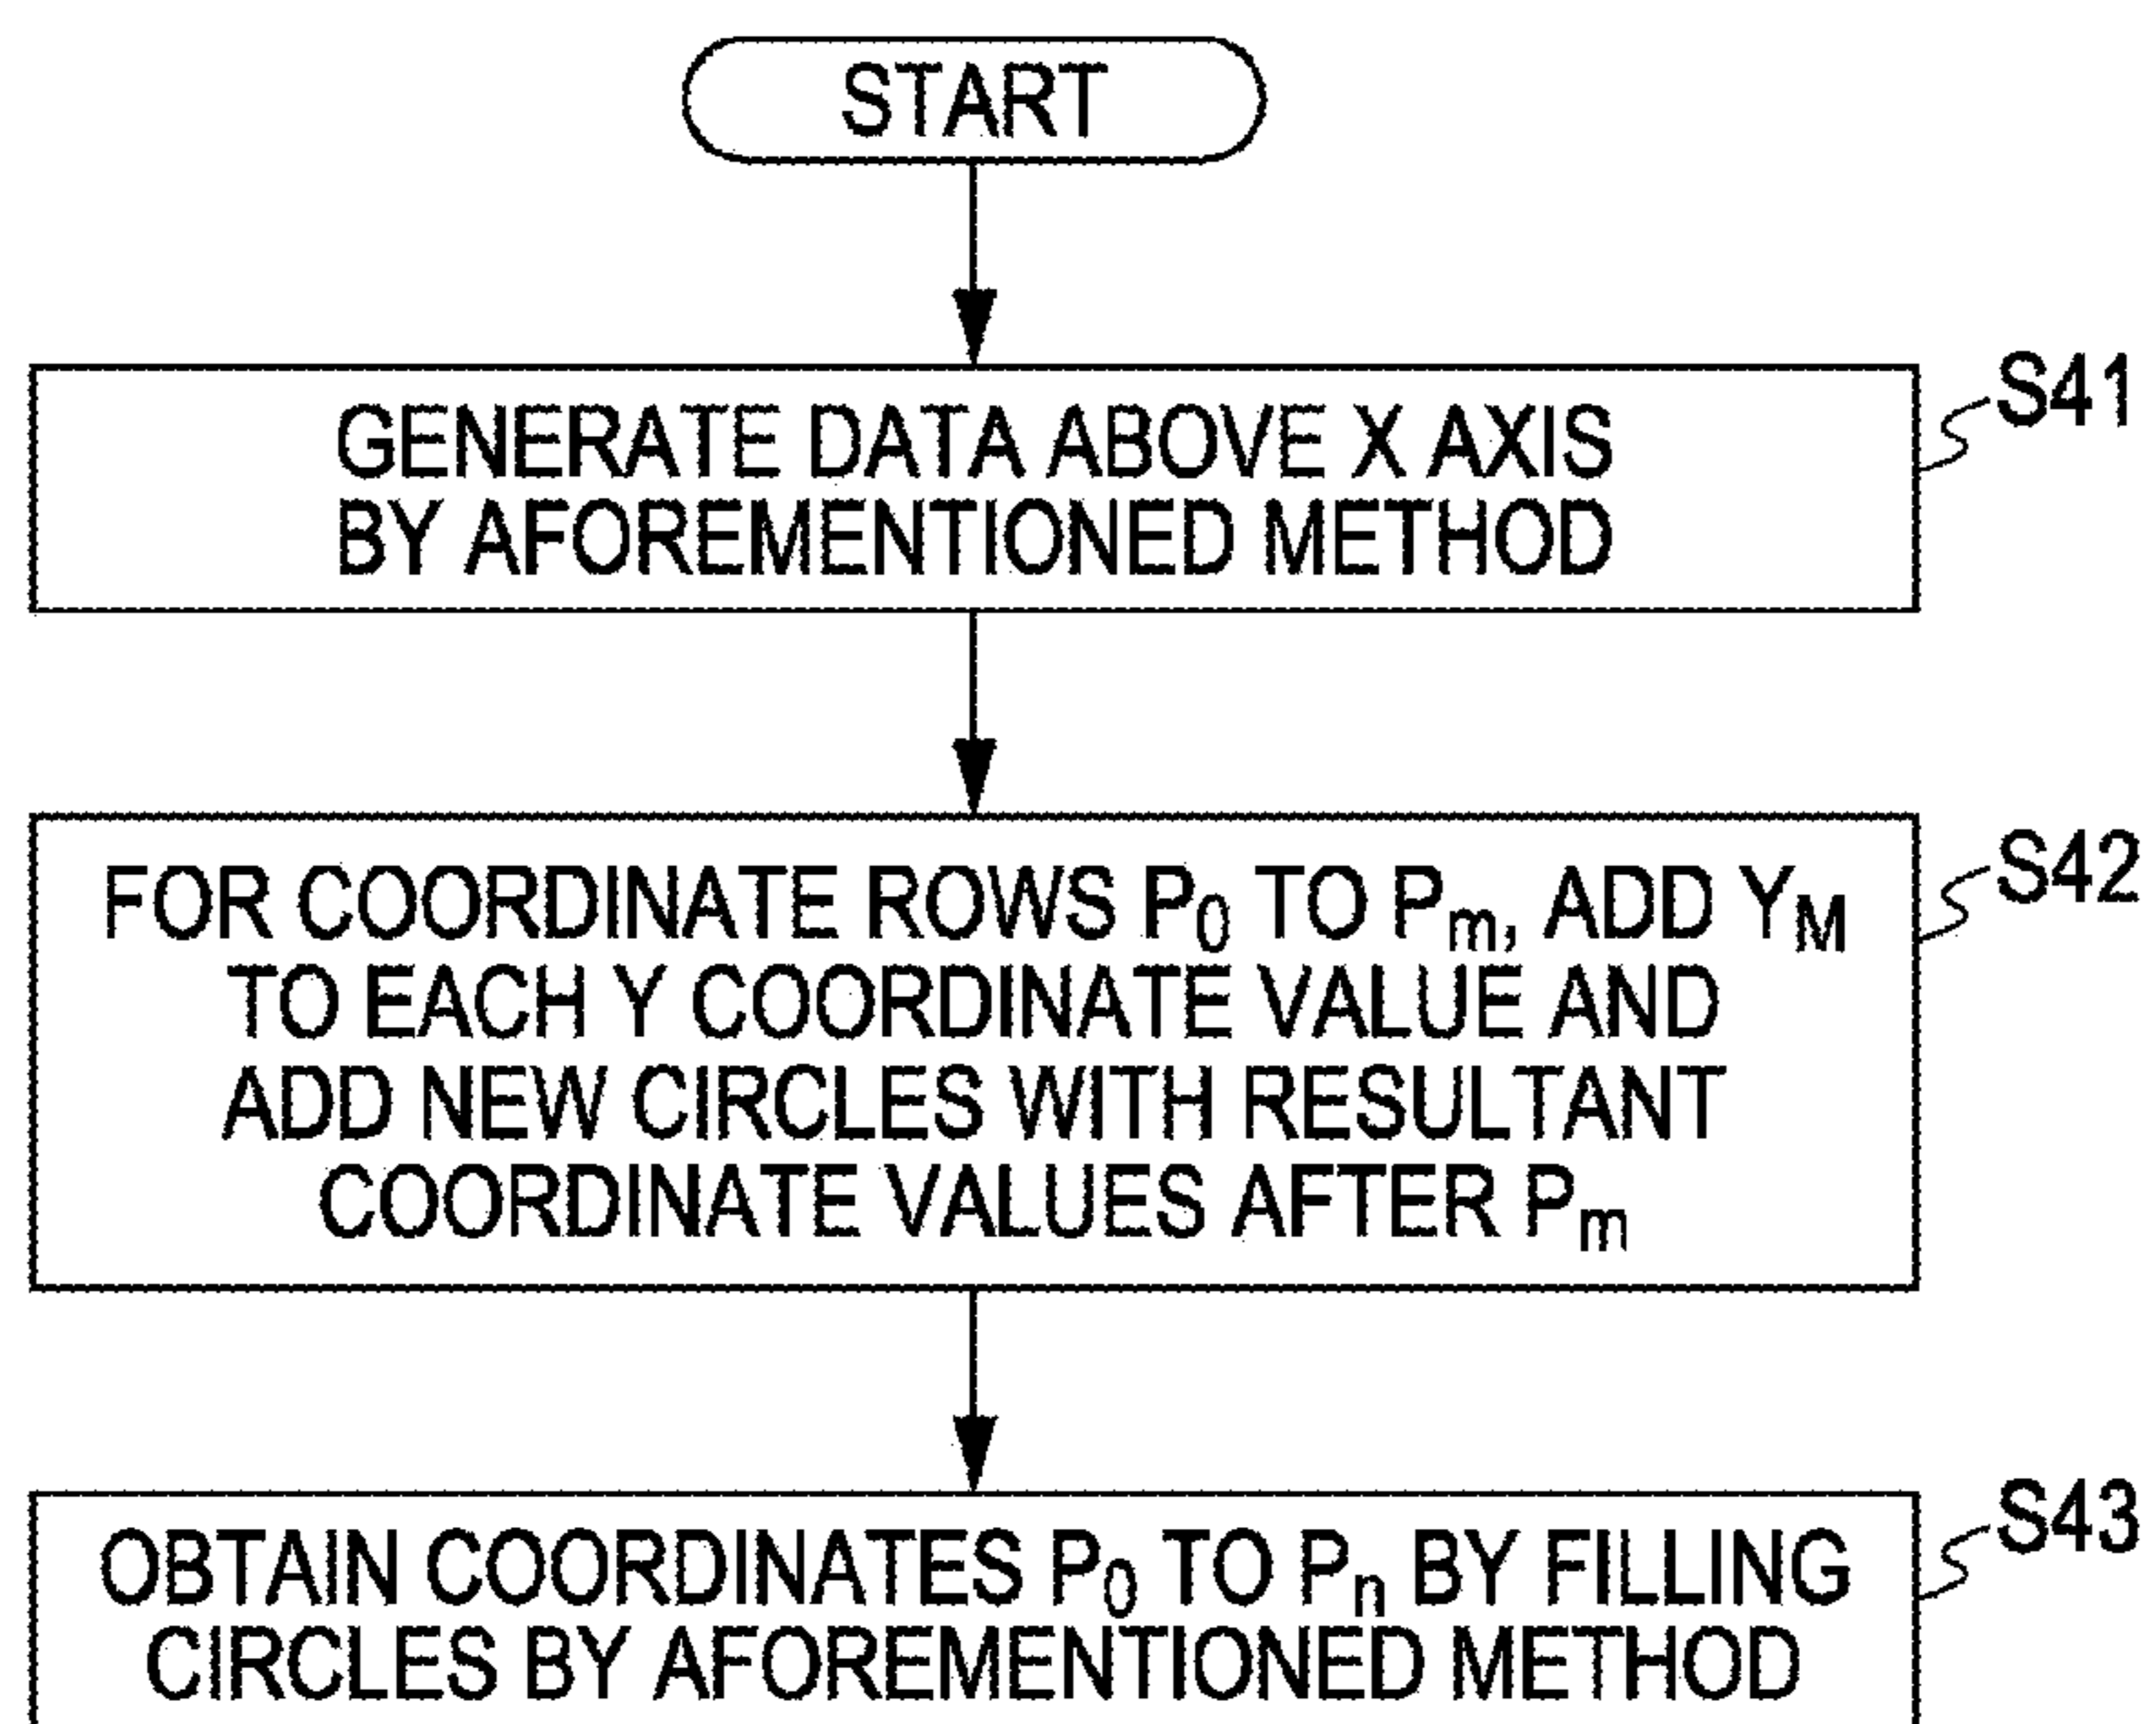 START
GENERATE DATA ABOVE X AXIS
BY AFOREMENTIONED METHOD
S41
FOR COORDINATE ROWS P₀ TO Pₘ, ADD Y_M
TO EACH Y COORDINATE VALUE AND
ADD NEW CIRCLES WITH RESULTANT
COORDINATE VALUES AFTER Pₘ
S42
OBTAIN COORDINATES P₀ TO Pₙ BY FILLING
CIRCLES BY AFOREMENTIONED METHOD
S43